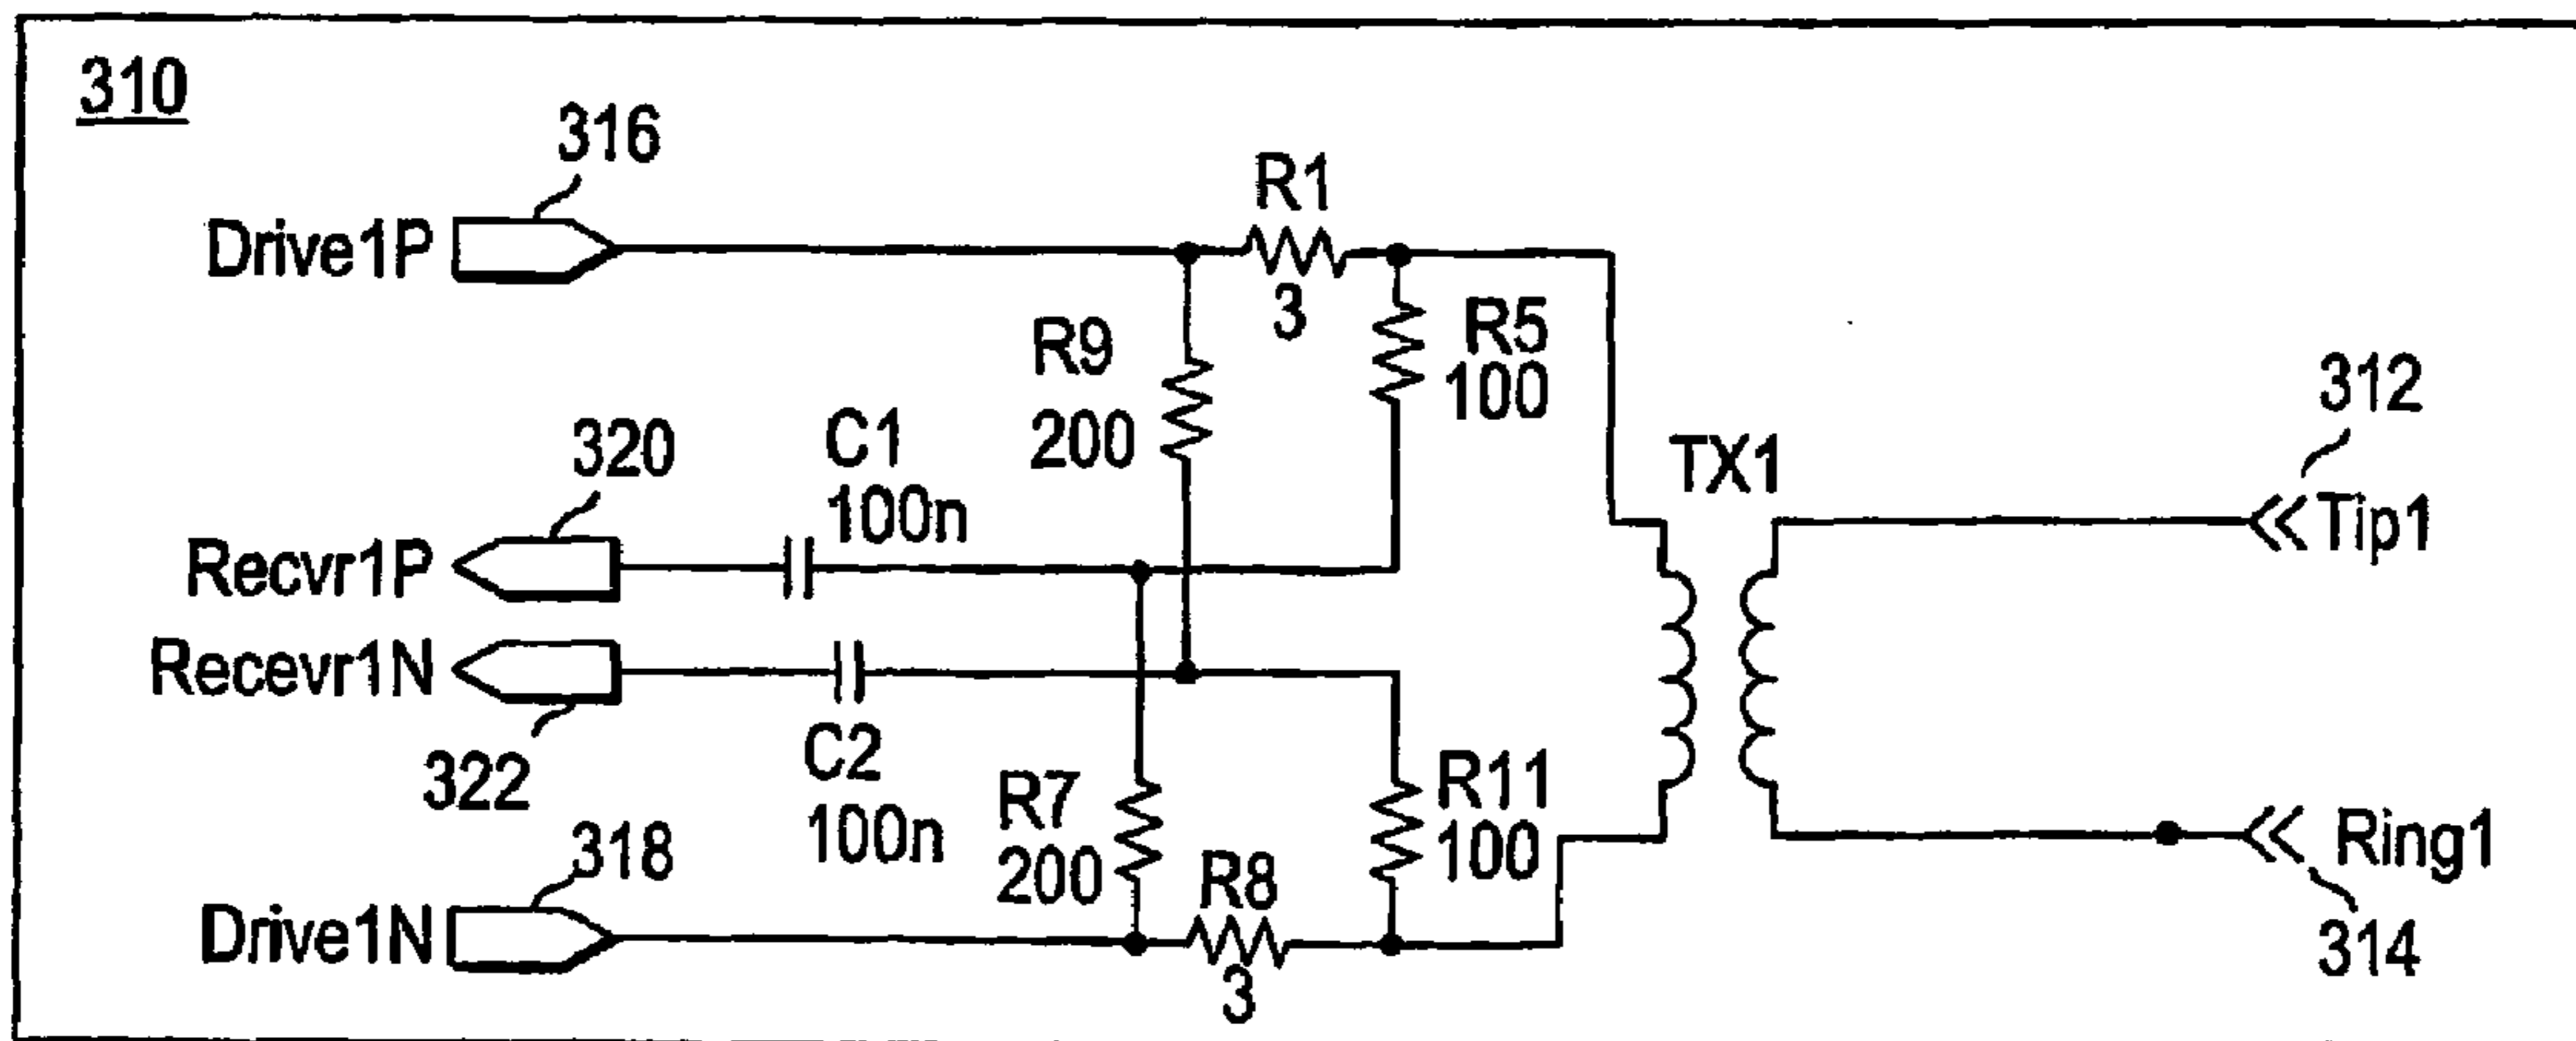 310
316
Drive1P
R1
3
R5
100
R9
200
312
320
C1
100n
TX1
Tip1
Recvr1P
Recevr1N
322
C2
100n
R7
200
R11
100
318
R8
3
Ring1
Drive1N
314